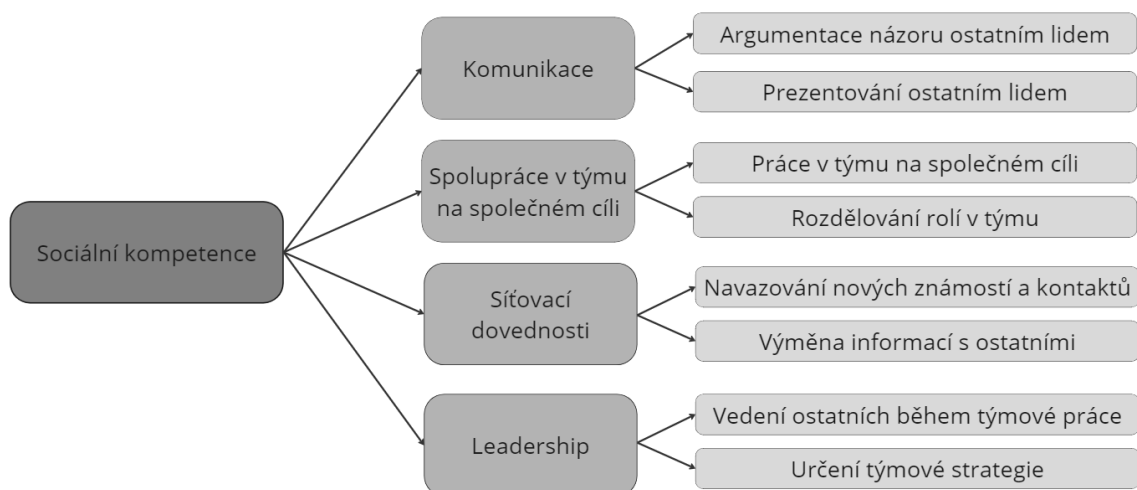 Sociální kompetence
Komunikace
Argumentace názoru ostatním lidem
Prezentování ostatním lidem
Spolupráce v týmu
na společném cíli
Práce v týmu na společném cíli
Rozdělování rolí v týmu
Síťovací
dovednosti
Navazování nových známostí a kontaktů
Výměna informací s ostatními
Leadership
Vedení ostatních během týmové práce
Určení týmové strategie